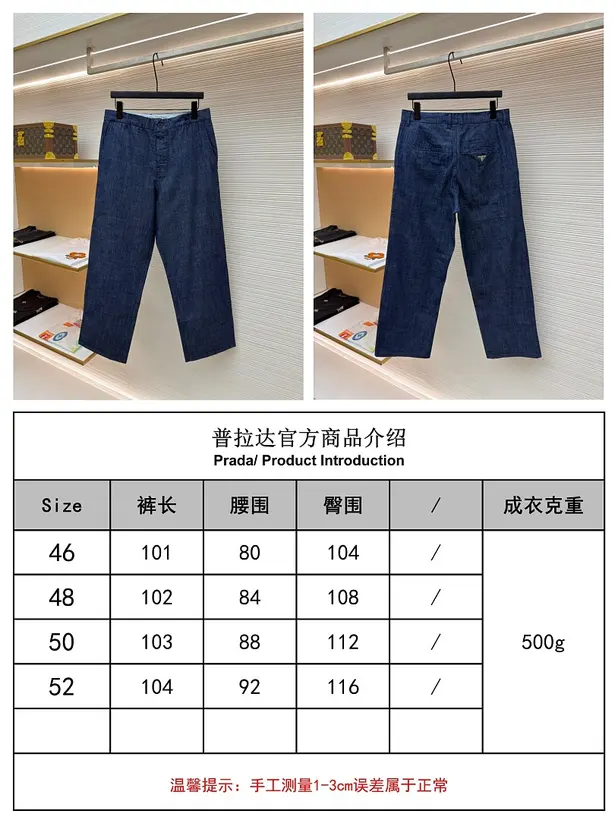 普拉达官方商品介绍
Prada/ Product Introduction
Size 裤长 腰围 臀围 / 成衣克重
46 101 80 104 /
48 102 84 108 /
500g
50 103 88 112 /
52 104 92 116 /
温馨提示：手工测量1-3cm误差属于正常